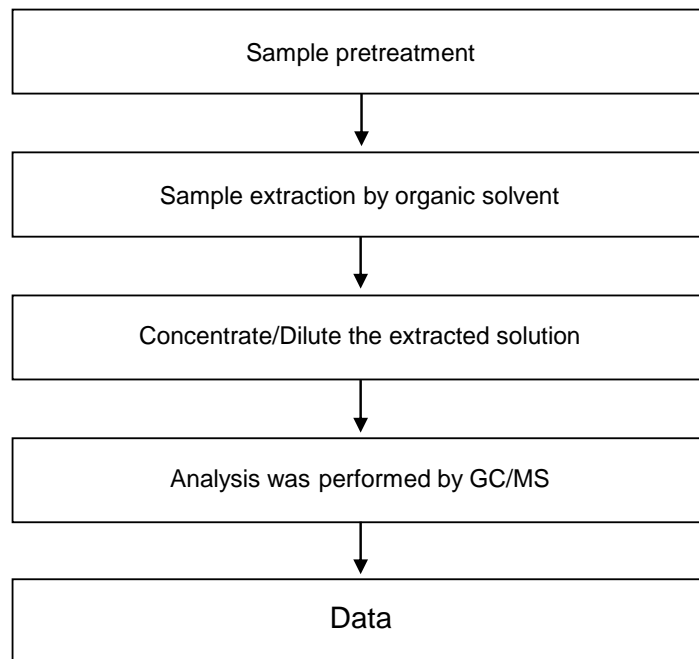 Sample pretreatment
Sample extraction by organic solvent
Concentrate/Dilute the extracted solution
Analysis was performed by GC/MS
Data